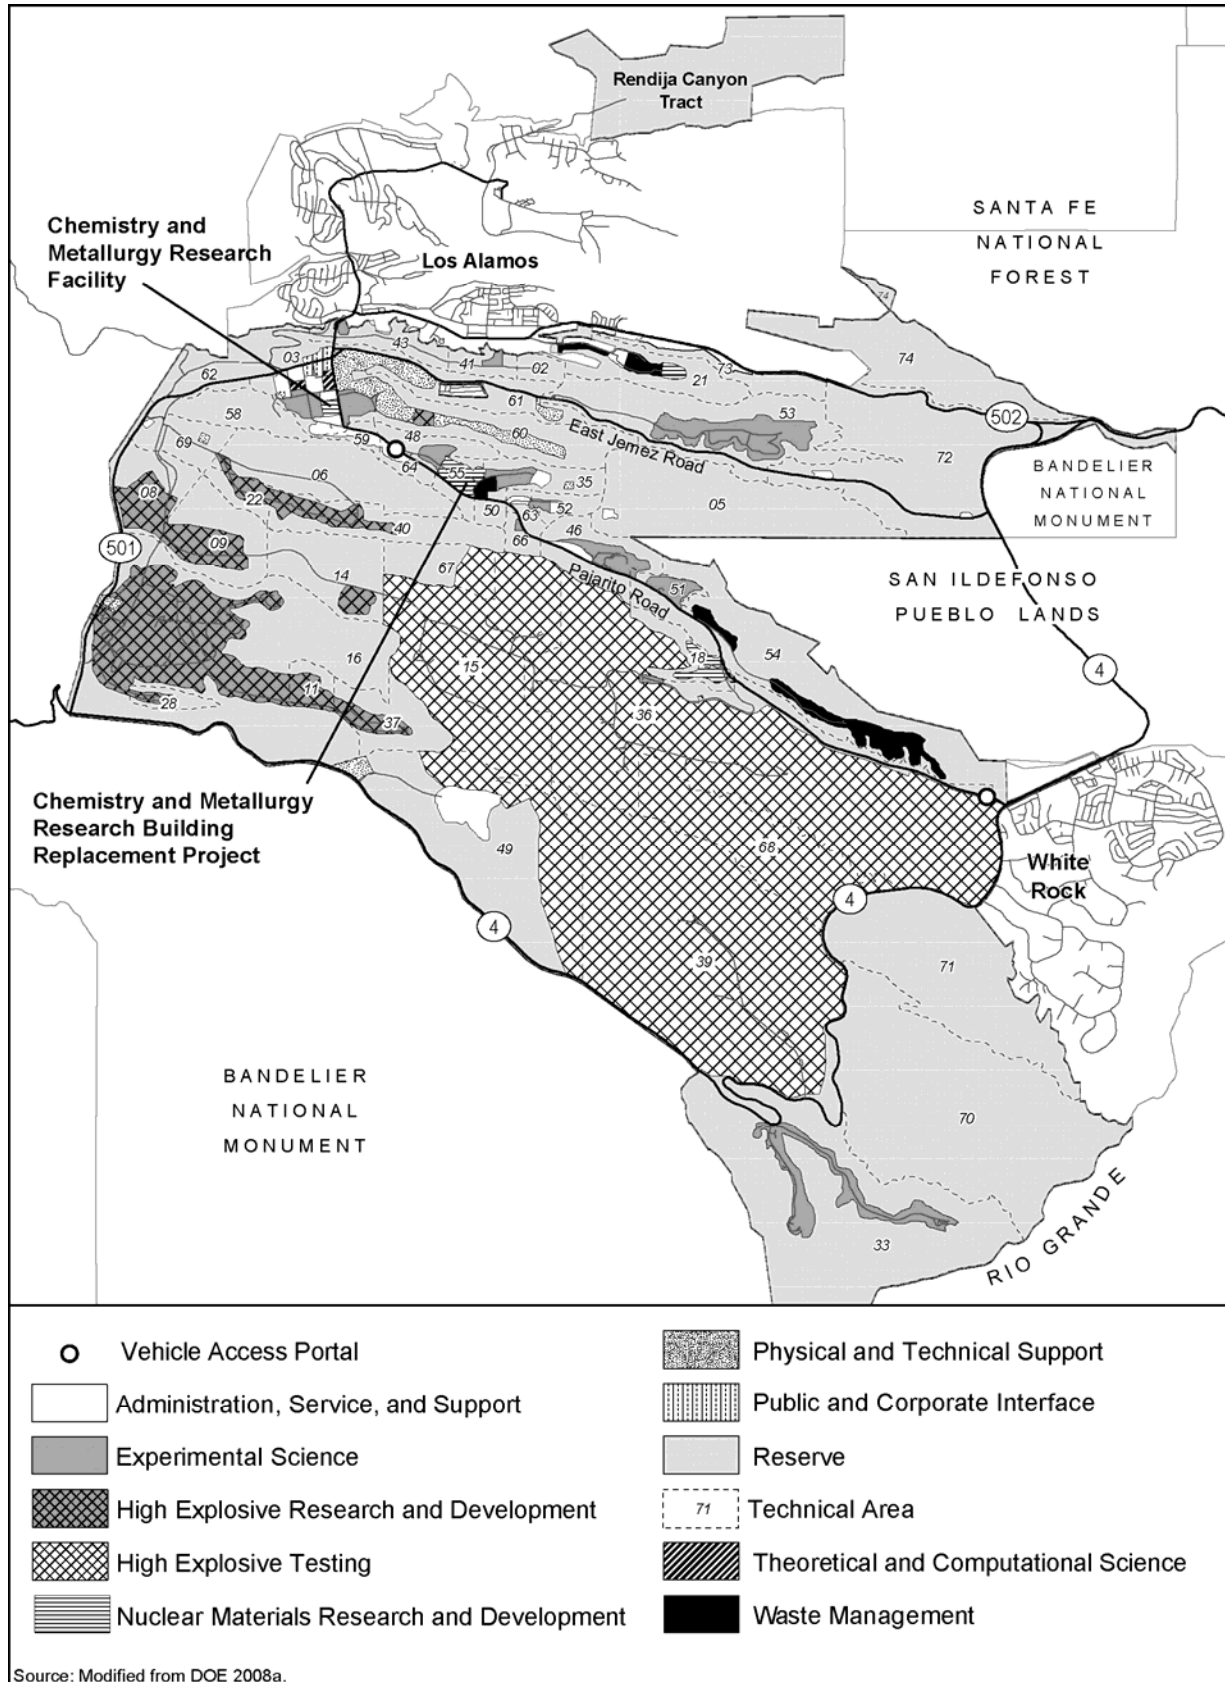 Rendija Canyon
Tract
SANTA FE
NATIONAL
FOREST
Chemistry and
Metallurgy Research
Facility
Los Alamos
74
03
43
41
02
62
73
21
74
61
53
502
58
59
48
60
East Jemez Road
72
69
64
55
35
BANDELIER
NATIONAL
MONUMENT
06
08
22
50
63
52
05
40
46
66
501
09
67
14
Pajarito Road
51
SAN ILDEFONSO
PUEBLO LANDS
16
15
18
54
4
11
28
37
36
Chemistry and Metallurgy
Research Building
Replacement Project
49
68
White
Rock
4
4
39
71
BANDELIER
NATIONAL
MONUMENT
70
33
RIO GRANDE
Vehicle Access Portal
Administration, Service, and Support
Experimental Science
High Explosive Research and Development
High Explosive Testing
Nuclear Materials Research and Development
Physical and Technical Support
Public and Corporate Interface
Reserve
71 Technical Area
Theoretical and Computational Science
Waste Management
Source: Modified from DOE 2008a.